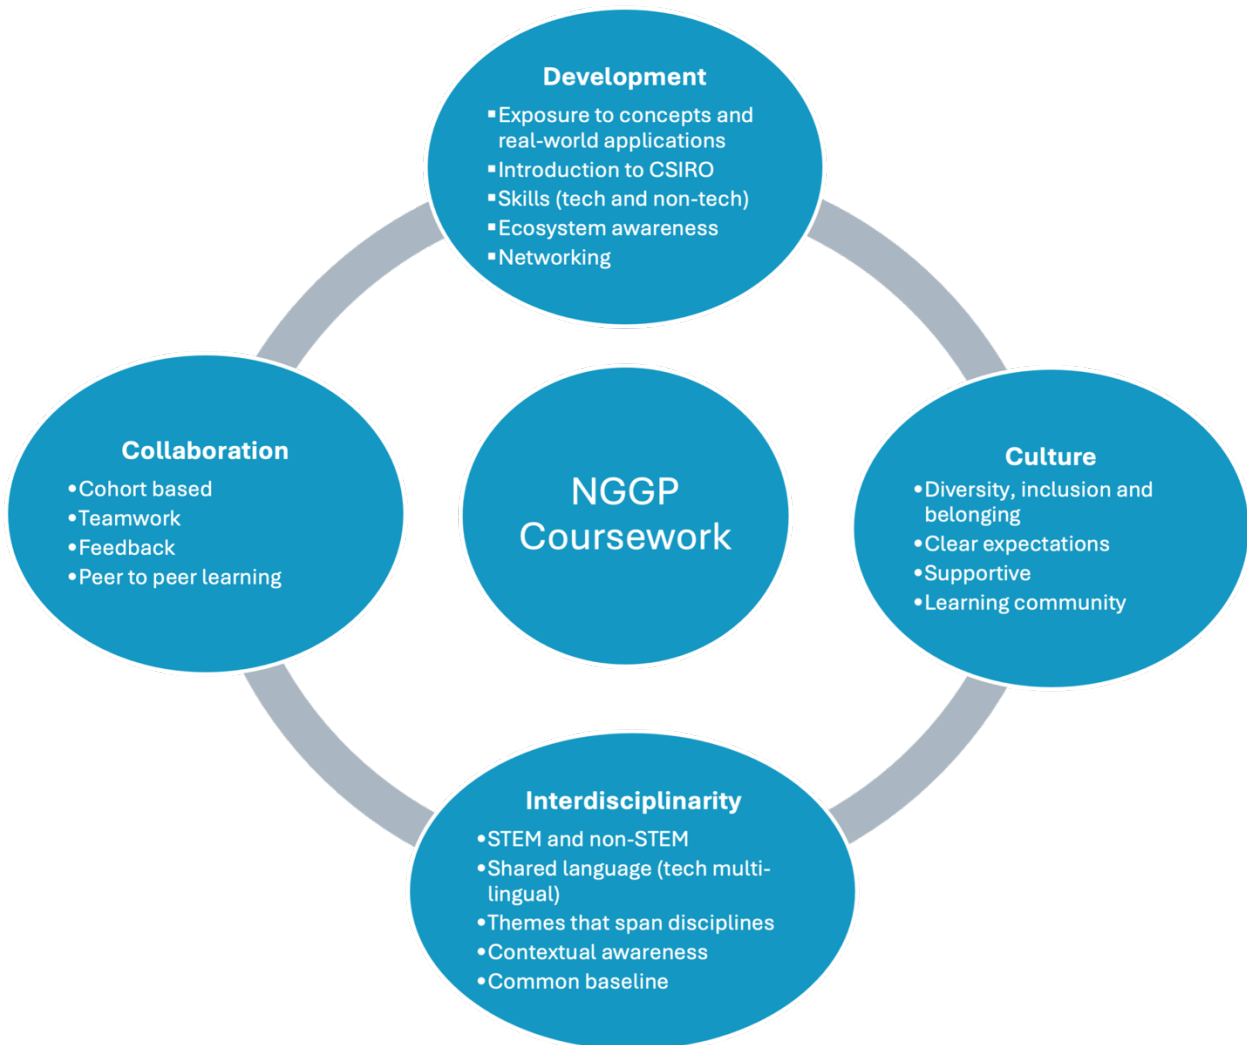 Development
▪Exposure to concepts and
real-world applications
▪Introduction to CSIRO
▪Skills (tech and non-tech)
▪Ecosystem awareness
▪Networking
Collaboration
•Cohort based
•Teamwork
•Feedback
•Peer to peer learning
NGGP
Coursework
Culture
•Diversity, inclusion and
belonging
•Clear expectations
•Supportive
•Learning community
Interdisciplinarity
•STEM and non-STEM
•Shared language (tech multi-
lingual)
•Themes that span disciplines
•Contextual awareness
•Common baseline